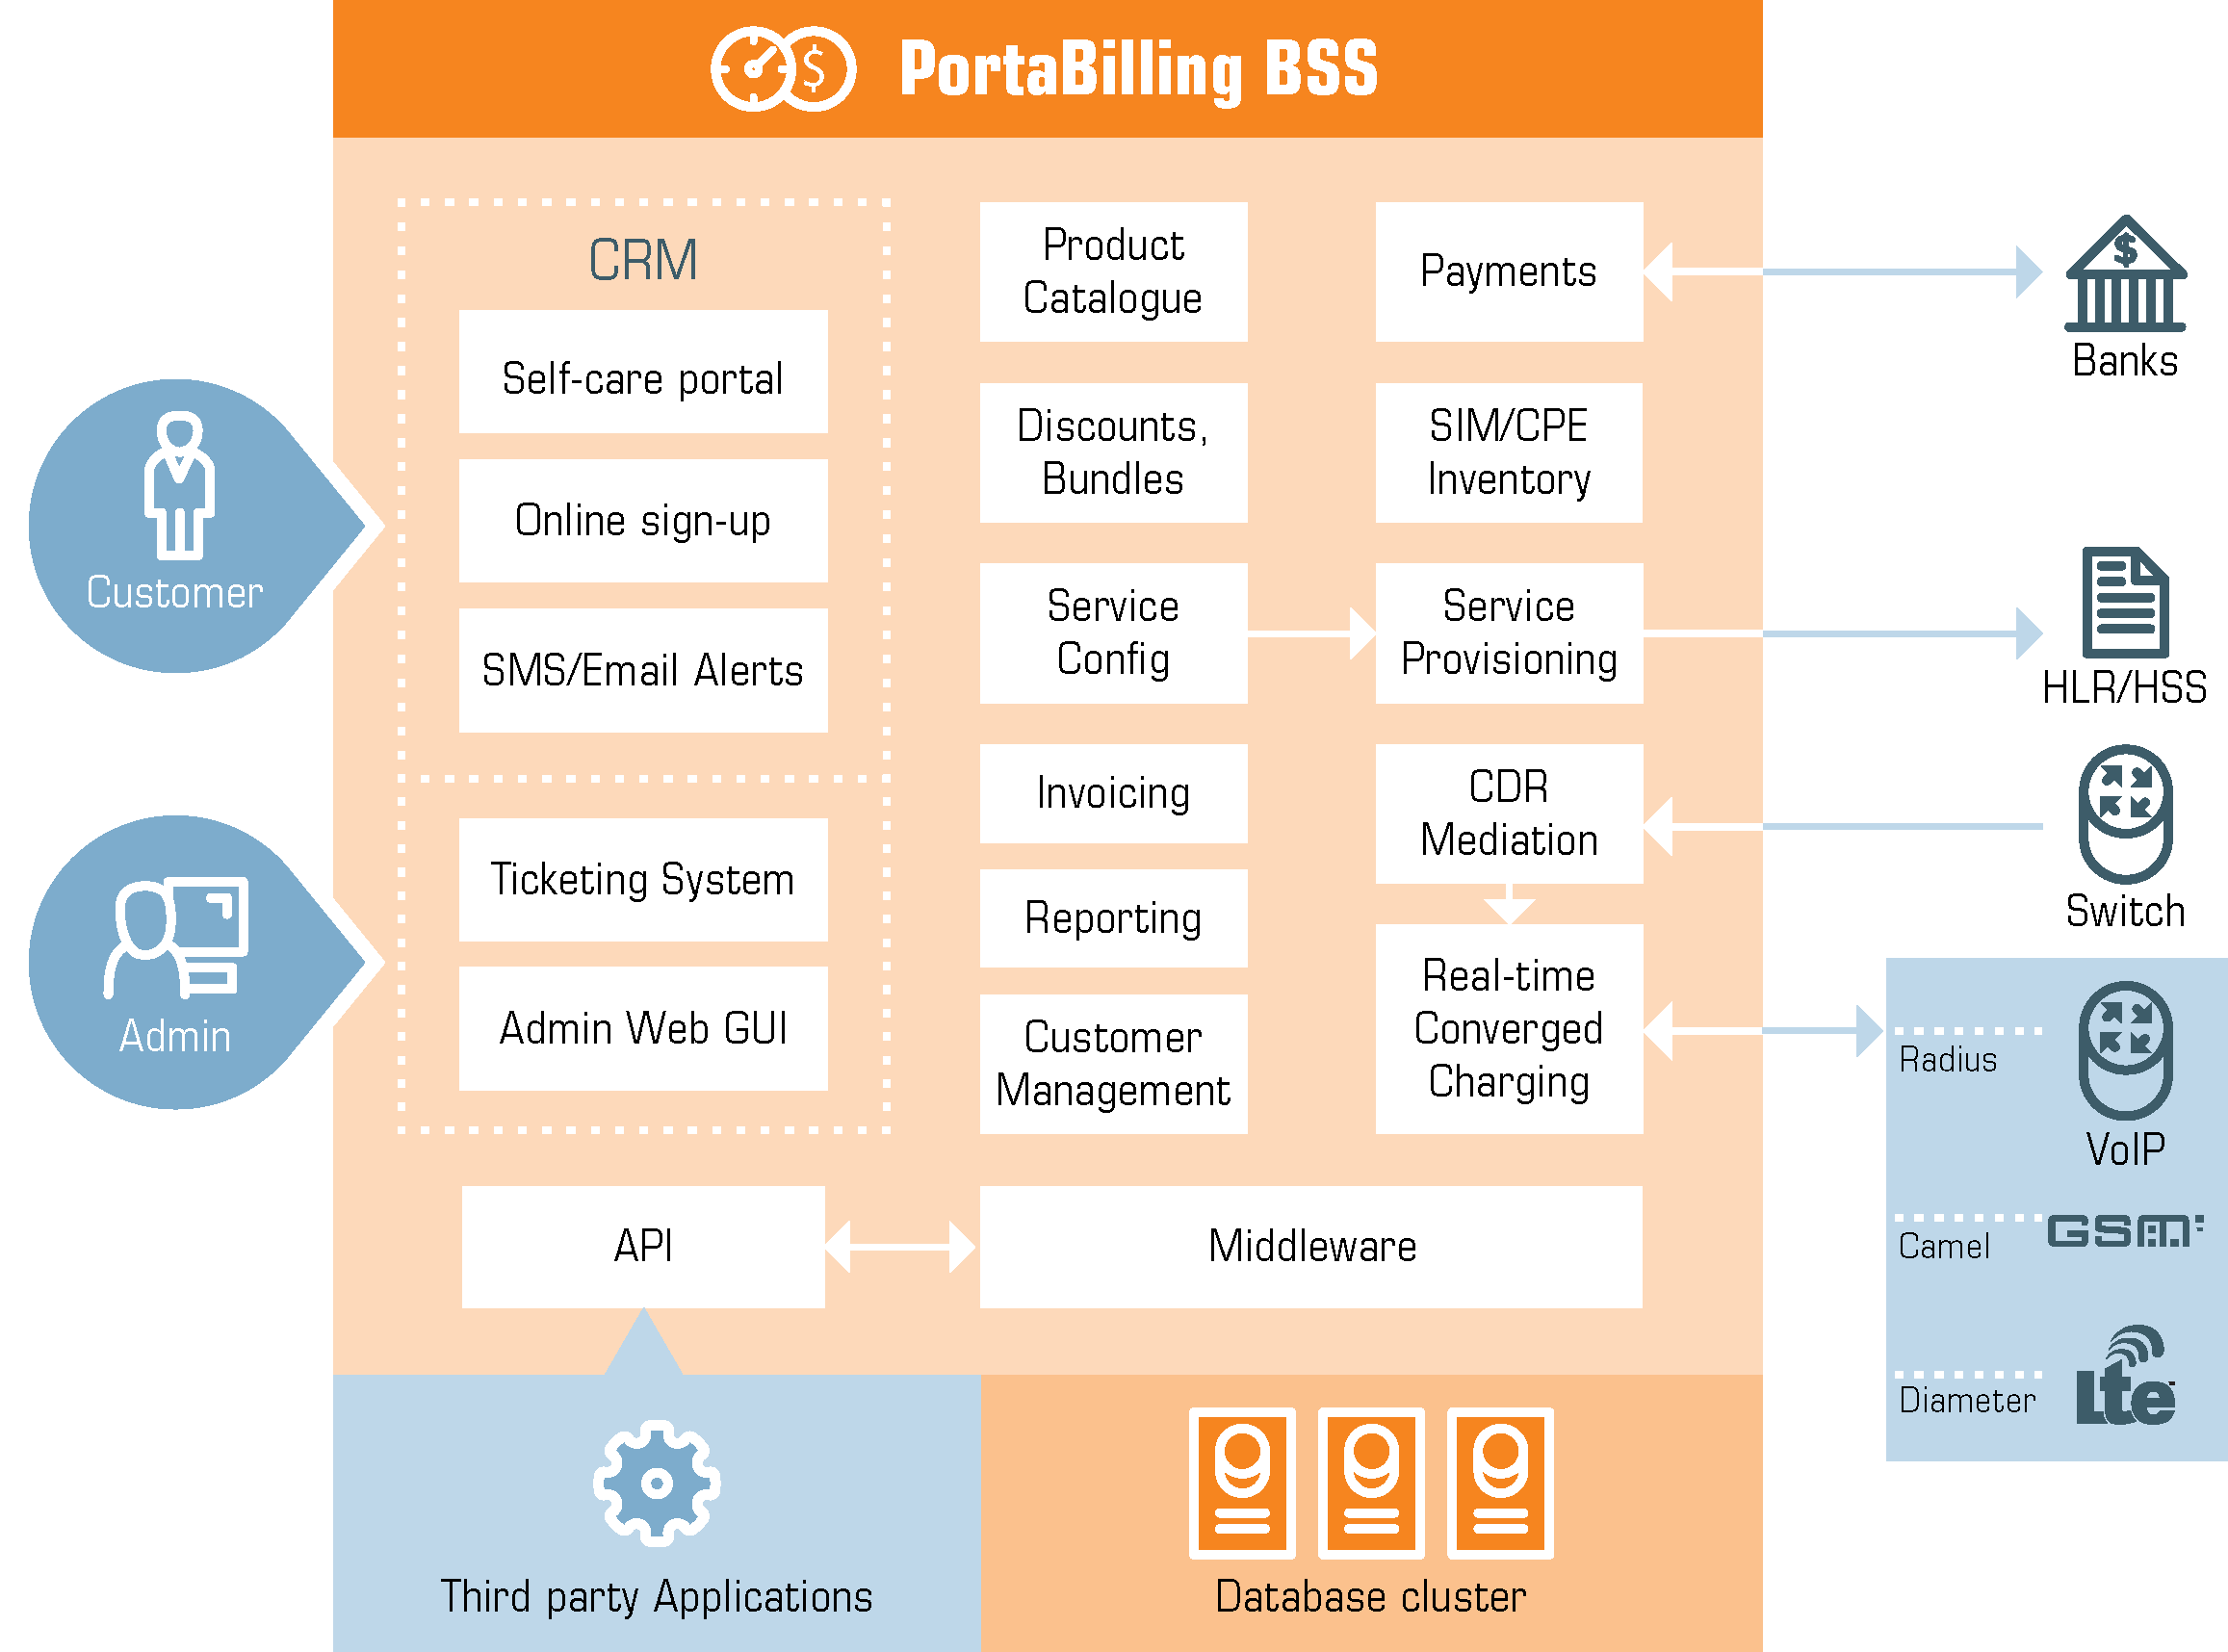 PortaBilling BSS
CRM
Self-care portal
Online sign-up
SMS/Email Alerts
Ticketing System
Admin Web GUI
Customer
Admin
Product
Catalogue
Discounts,
Bundles
Service
Config
Invoicing
Reporting
Customer
Management
Payments
SIM/CPE
Inventory
Service
Provisioning
CDR
Mediation
Real-time
Converged
Charging
API
Middleware
Third party Applications
Database cluster
$
$
Banks
HLR/HSS
Switch
Radius
VoIP
Camel
GSM
Diameter
Lte